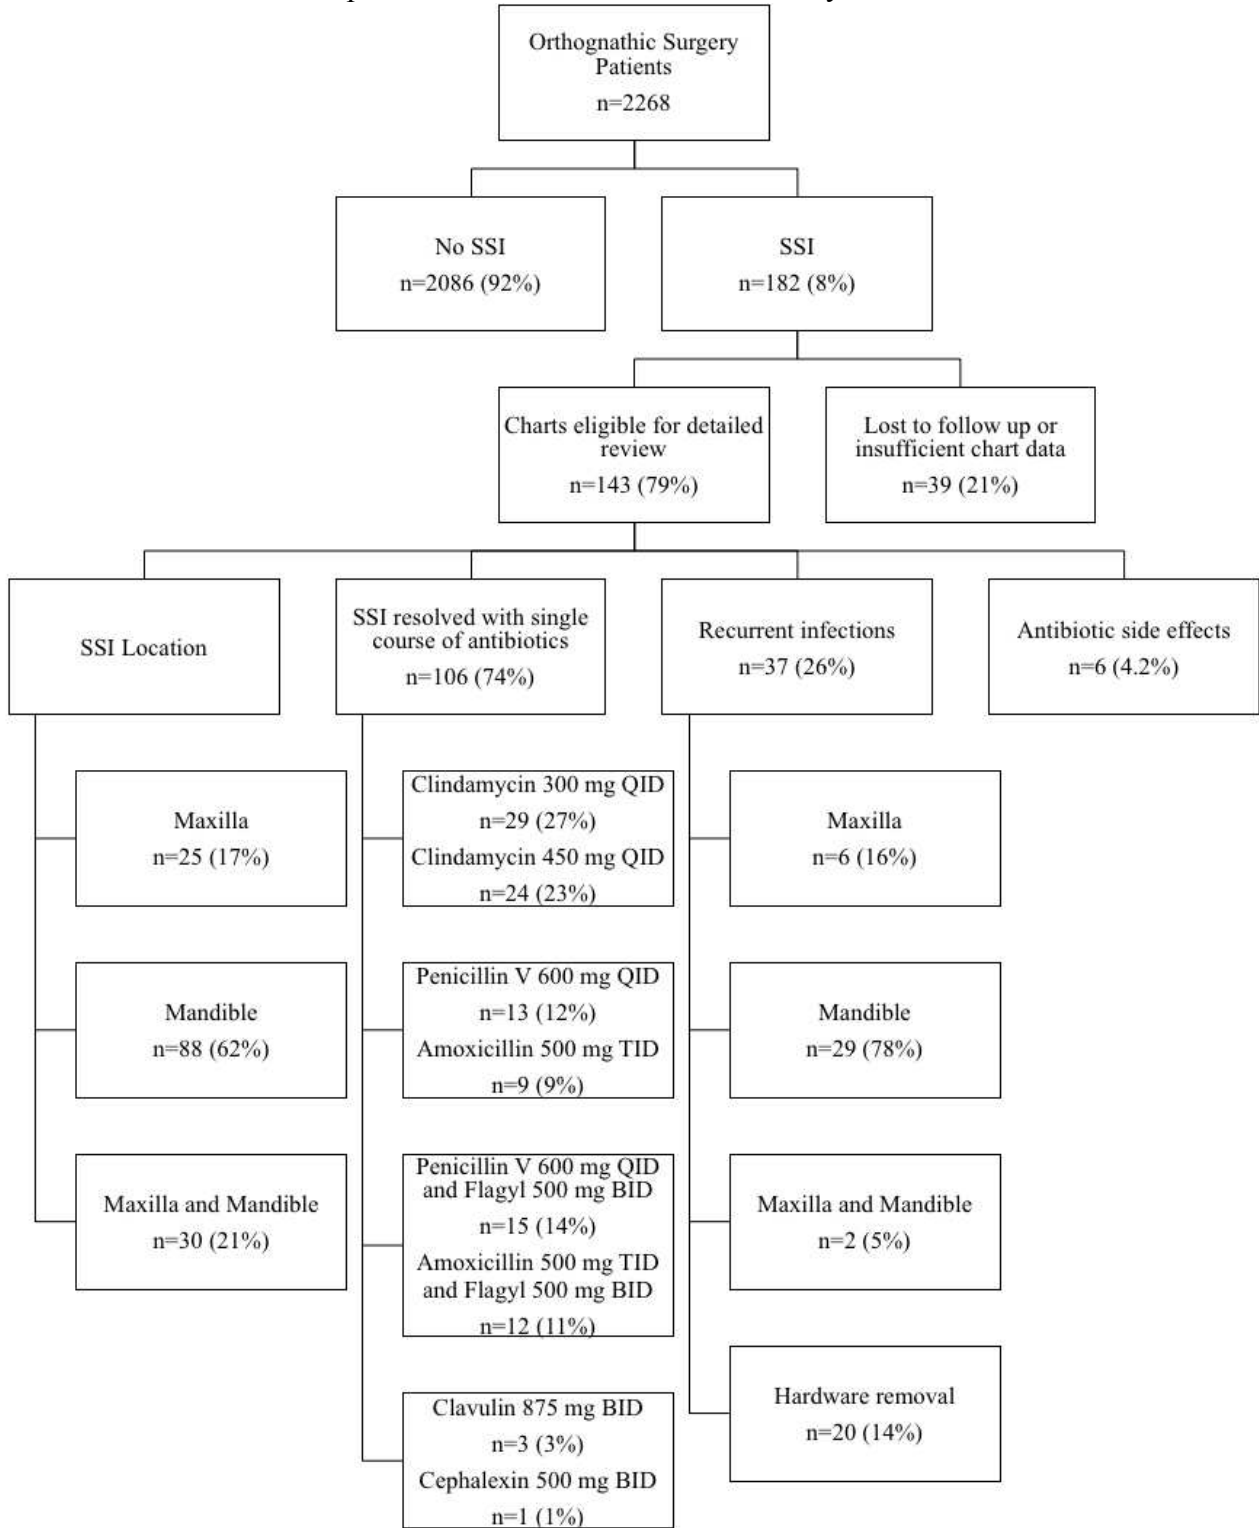 Orthognathic Surgery
Patients
n=2268
No SSI
n=2086 (92%)
SSI
n=182 (8%)
Charts eligible for detailed
review
n=143 (79%)
Lost to follow up or
insufficient chart data
n=39 (21%)
SSI Location
SSI resolved with single
course of antibiotics
n=106 (74%)
Recurrent infections
n=37 (26%)
Antibiotic side effects
n=6 (4.2%)
Maxilla
n=25 (17%)
Mandible
n=88 (62%)
Maxilla and Mandible
n=30 (21%)
Clindamycin 300 mg QID
n=29 (27%)
Clindamycin 450 mg QID
n=24 (23%)
Penicillin V 600 mg QID
n=13 (12%)
Amoxicillin 500 mg TID
n=9 (9%)
Penicillin V 600 mg QID
and Flagyl 500 mg BID
n=15 (14%)
Amoxicillin 500 mg TID
and Flagyl 500 mg BID
n=12 (11%)
Clavulin 875 mg BID
n=3 (3%)
Cephalexin 500 mg BID
n=1 (1%)
Maxilla
n=6 (16%)
Mandible
n=29 (78%)
Maxilla and Mandible
n=2 (5%)
Hardware removal
n=20 (14%)